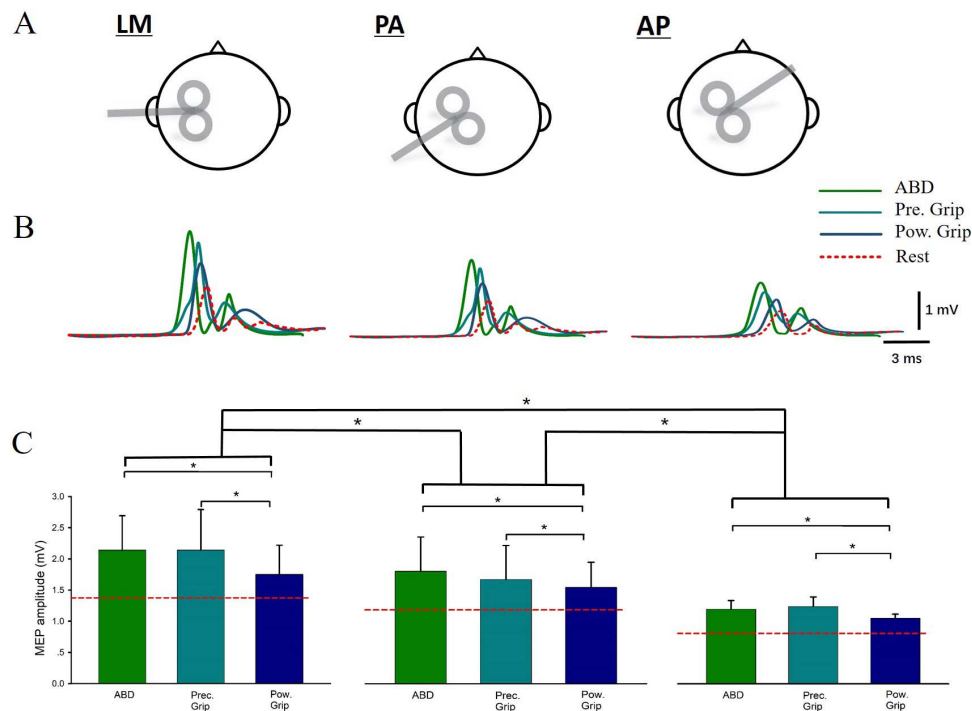 A
LM
PA
AP
B
ABD
Pre. Grip
Pow. Grip
Rest
1 mV
3 ms
C
*
* *
* * *
* * *
MEP amplitude (mV)
3.0
2.5
2.0
1.5
1.0
.5
0.0
ABD Prec. Grip Pow. Grip
ABD Prec. Grip Pow. Grip
ABD Prec. Grip Pow. Grip